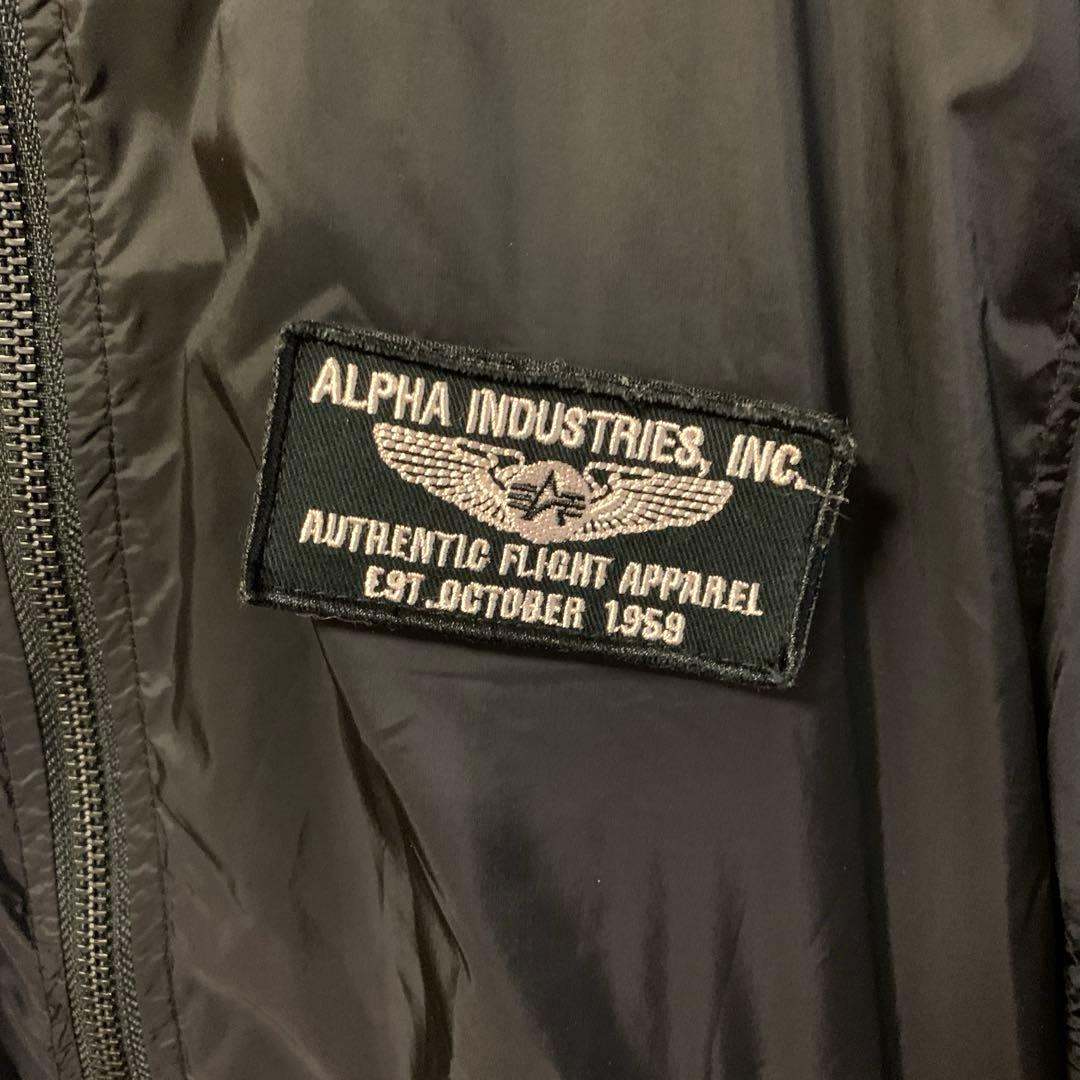 ALPHA INDUSTRIES, INC.
AUTHENTIC FLIGHT APPAREL
EST. OCTOBER 1959